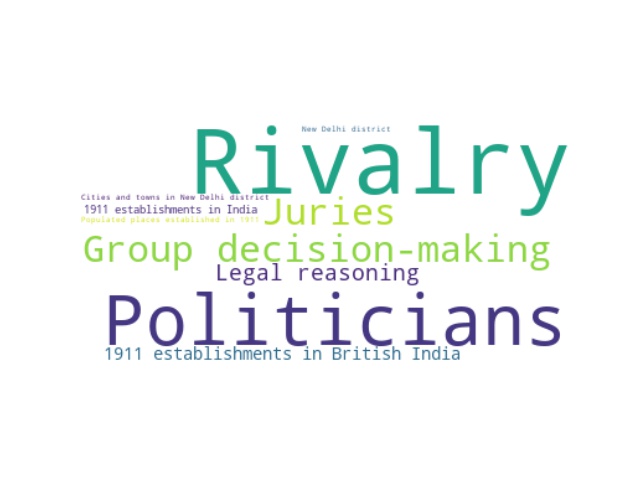 New Delhi district
Rivalry
Cities and towns in New Delhi district
1911 establishments in India
Juries
Populated places established in 1911
Group decision-making
Legal reasoning
Politicians
1911 establishments in British India